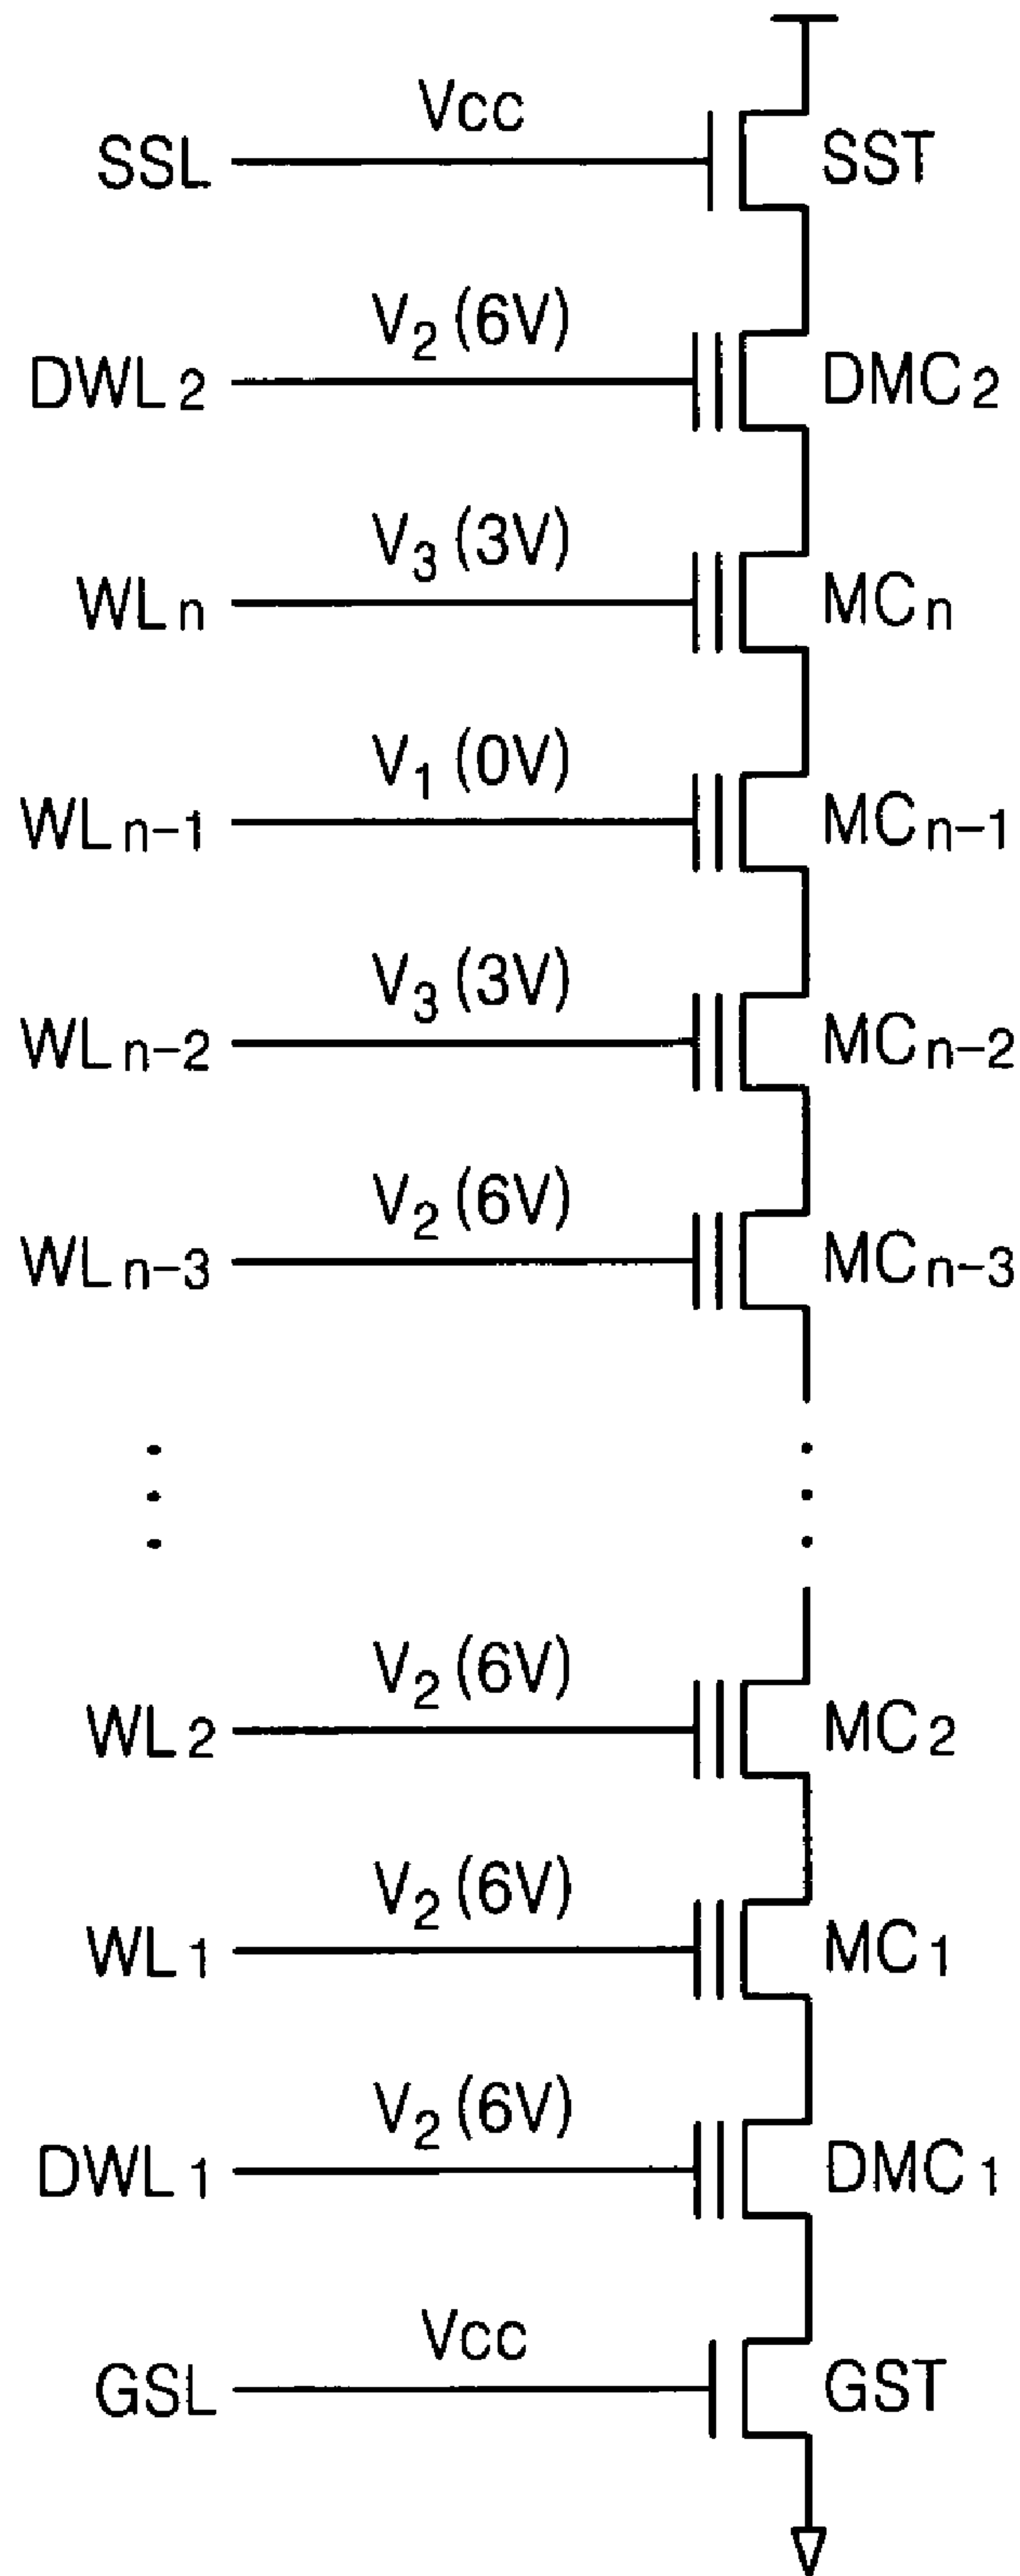 Vcc
SSL SST
V2 (6V)
DWL2 DMC2
V3 (3V)
WLn MCn
V1 (0V)
WLn-1 MCn-1
V3 (3V)
WLn-2 MCn-2
V2 (6V)
WLn-3 MCn-3
V2 (6V)
WL2 MC2
V2 (6V)
WL1 MC1
V2 (6V)
DWL1 DMC1
Vcc
GSL GST